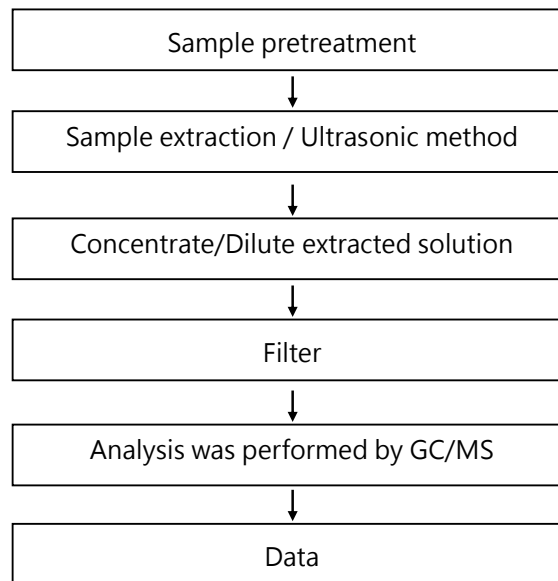 Sample pretreatment
Sample extraction / Ultrasonic method
Concentrate/Dilute extracted solution
Filter
Analysis was performed by GC/MS
Data